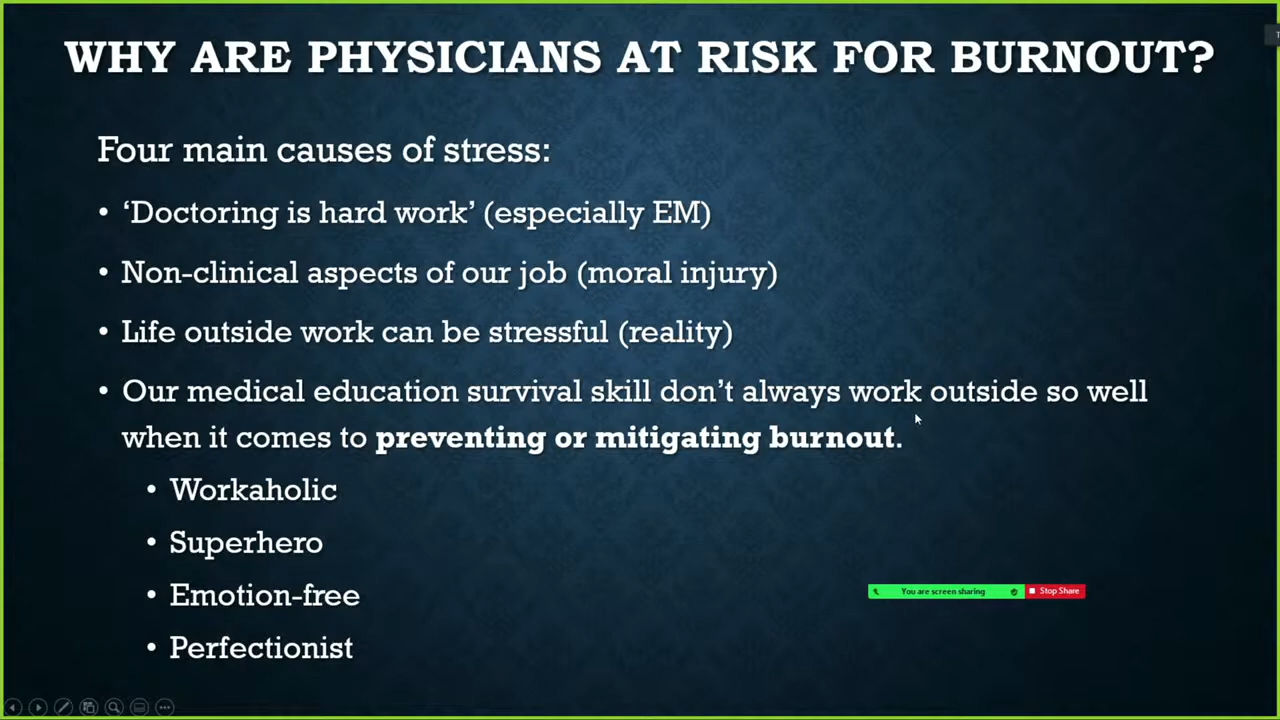 WHY ARE PHYSICIANS AT RISK FOR BURNOUT?
Four main causes of stress:
• ‘Doctoring is hard work’ (especially EM)
• Non-clinical aspects of our job (moral injury)
• Life outside work can be stressful (reality)
• Our medical education survival skill don’t always work outside so well
when it comes to preventing or mitigating burnout.
• Workaholic
• Superhero
• Emotion-free
• Perfectionist
You are screen sharing
Stop Share